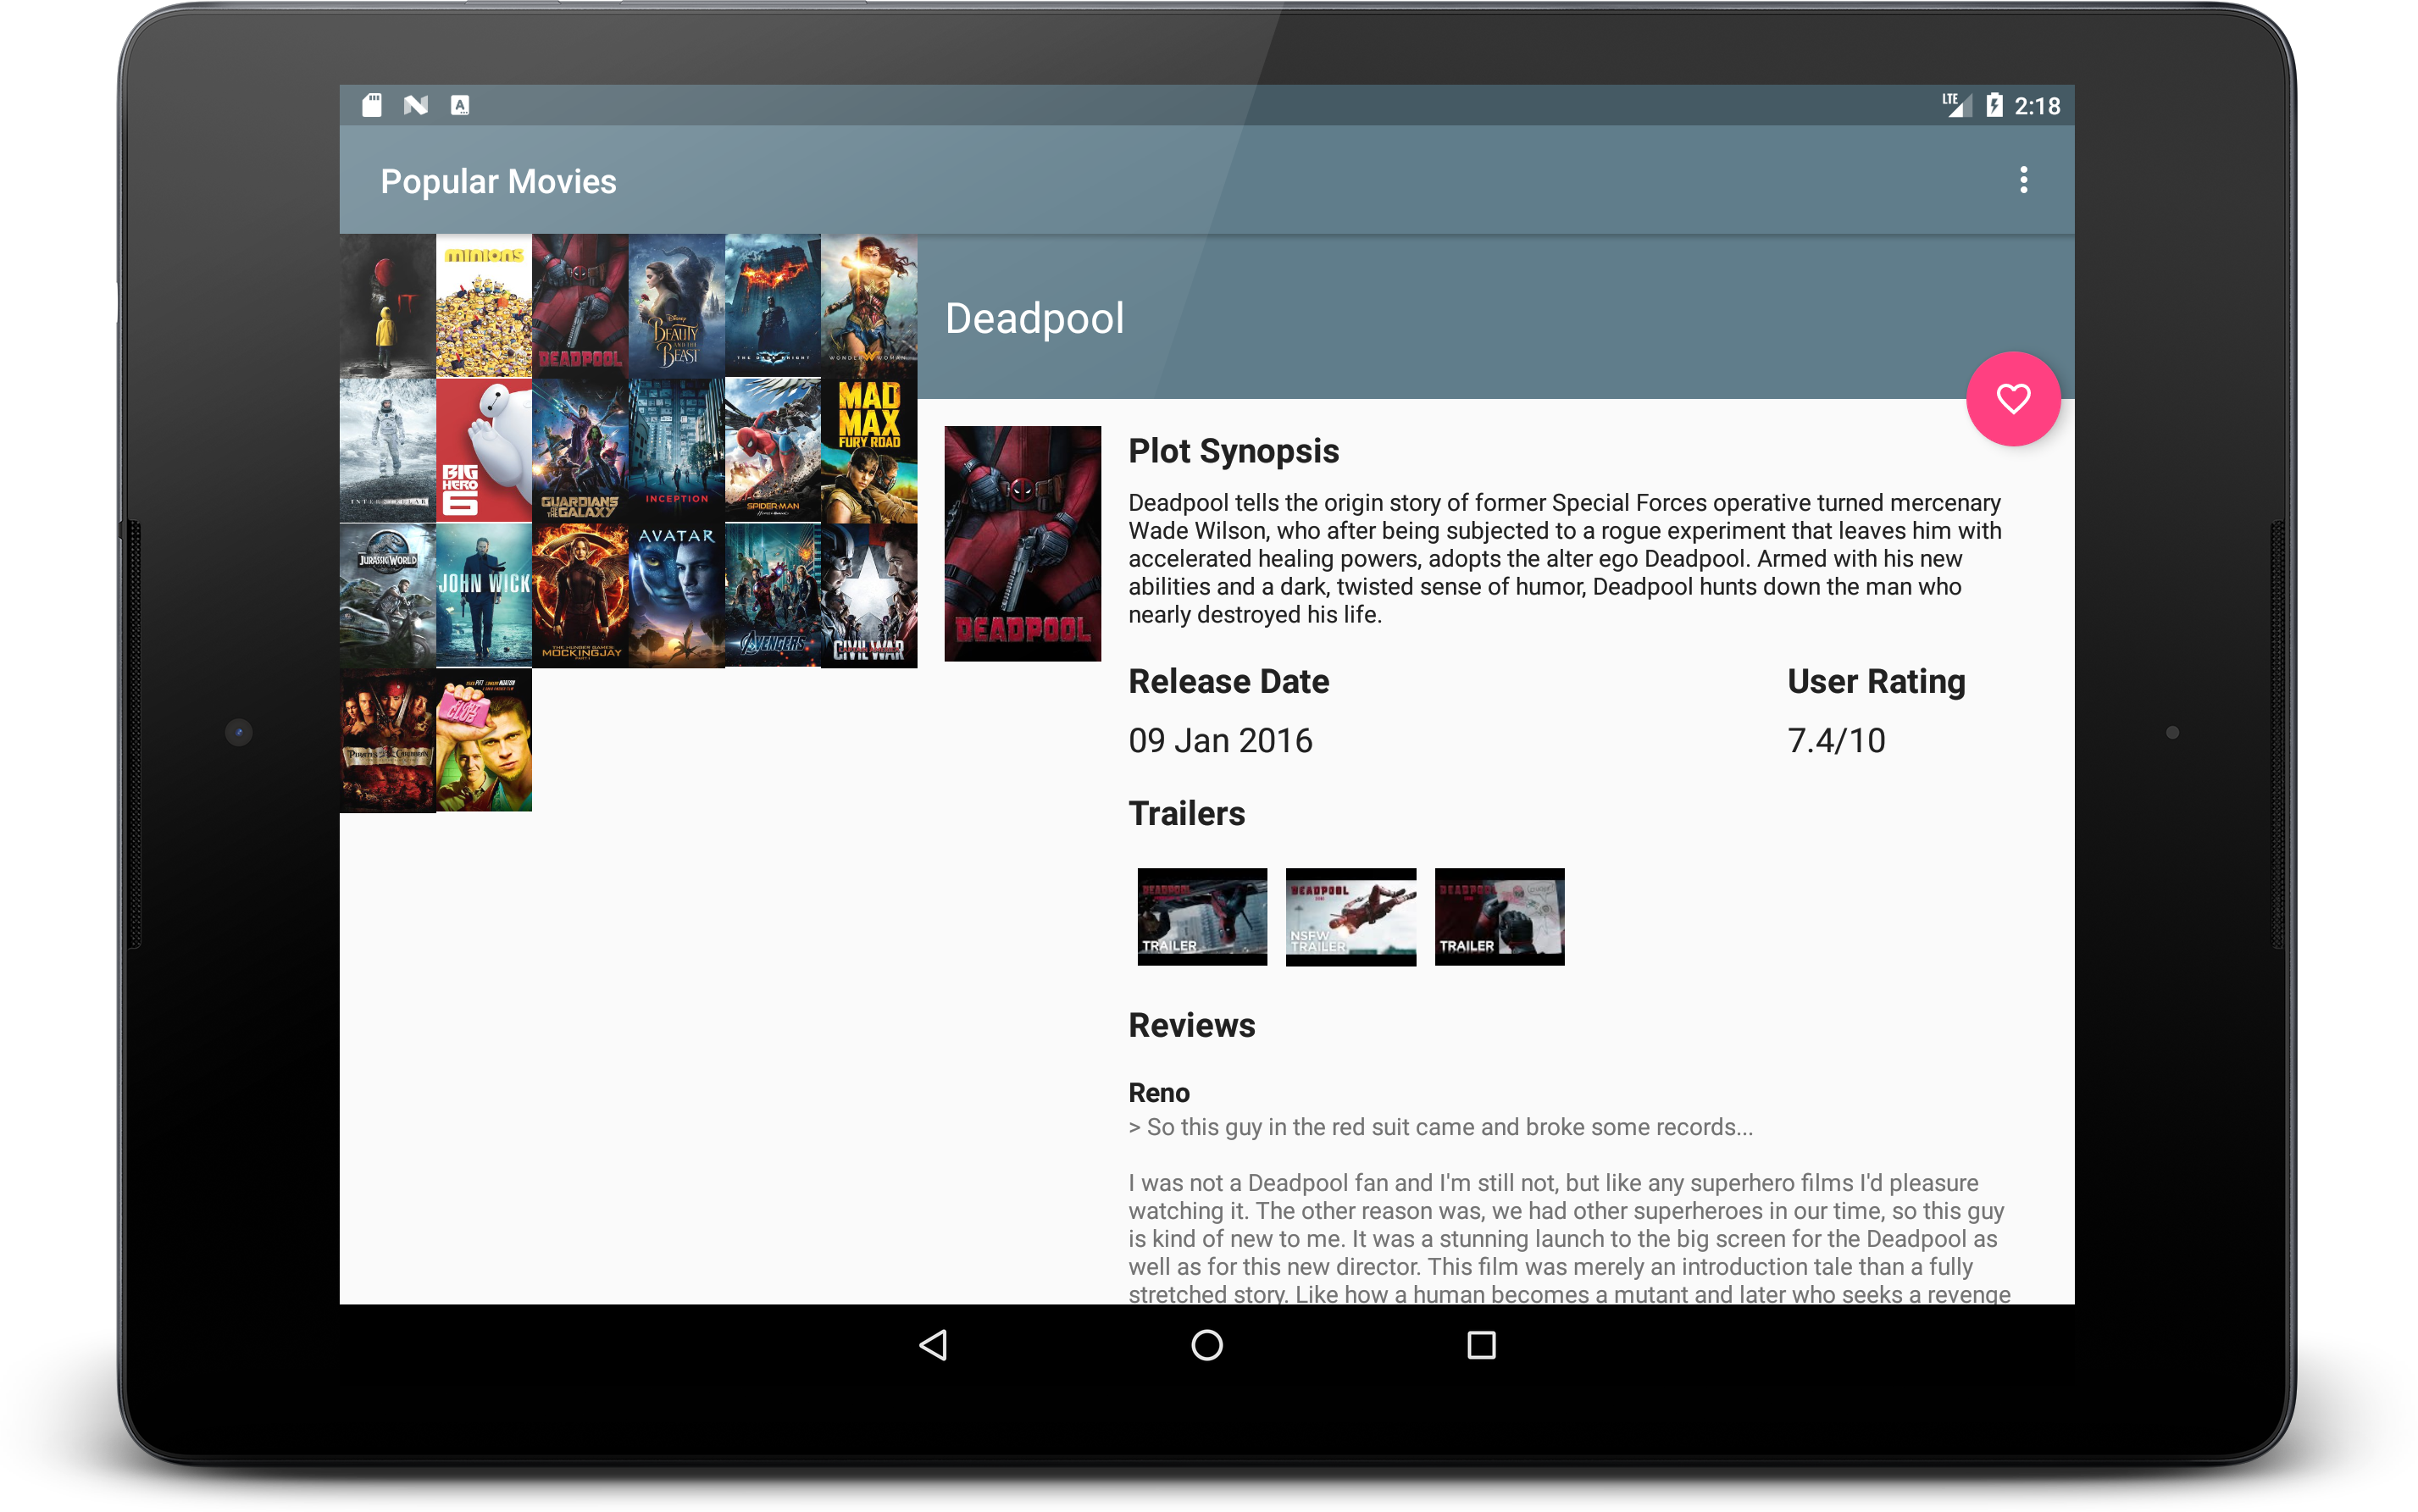 LTE 2:18
Popular Movies
MINIONS
DEADPOOL
Disney
BEAUTY
AND THE
BEAST
THE DARK KNIGHT
WONDER WOMAN
Deadpool
INTERSTELLAR
BIG
HERO
6
GUARDIANS
OF THE
GALAXY
INCEPTION
SPIDER-MAN
MAD
MAX
FURY ROAD
JURASSIC WORLD
JOHN WICK
THE HUNGER GAMES
MOCKINGJAY
AVATAR
AVENGERS
CIVIL WAR
FIGHT
CLUB
DEADPOOL
Plot Synopsis
Deadpool tells the origin story of former Special Forces operative turned mercenary
Wade Wilson, who after being subjected to a rogue experiment that leaves him with
accelerated healing powers, adopts the alter ego Deadpool. Armed with his new
abilities and a dark, twisted sense of humor, Deadpool hunts down the man who
nearly destroyed his life.
Release Date
User Rating
09 Jan 2016
7.4/10
Trailers
DEADPOOL
TRAILER
DEADPOOL
NSFW
TRAILER
DEADPOOL
TRAILER
Reviews
Reno
> So this guy in the red suit came and broke some records...
I was not a Deadpool fan and I'm still not, but like any superhero films I'd pleasure
watching it. The other reason was, we had other superheroes in our time, so this guy
is kind of new to me. It was a stunning launch to the big screen for the Deadpool as
well as for this new director. This film was merely an introduction tale than a fully
stretched story. Like how a human becomes a mutant and later who seeks a revenge